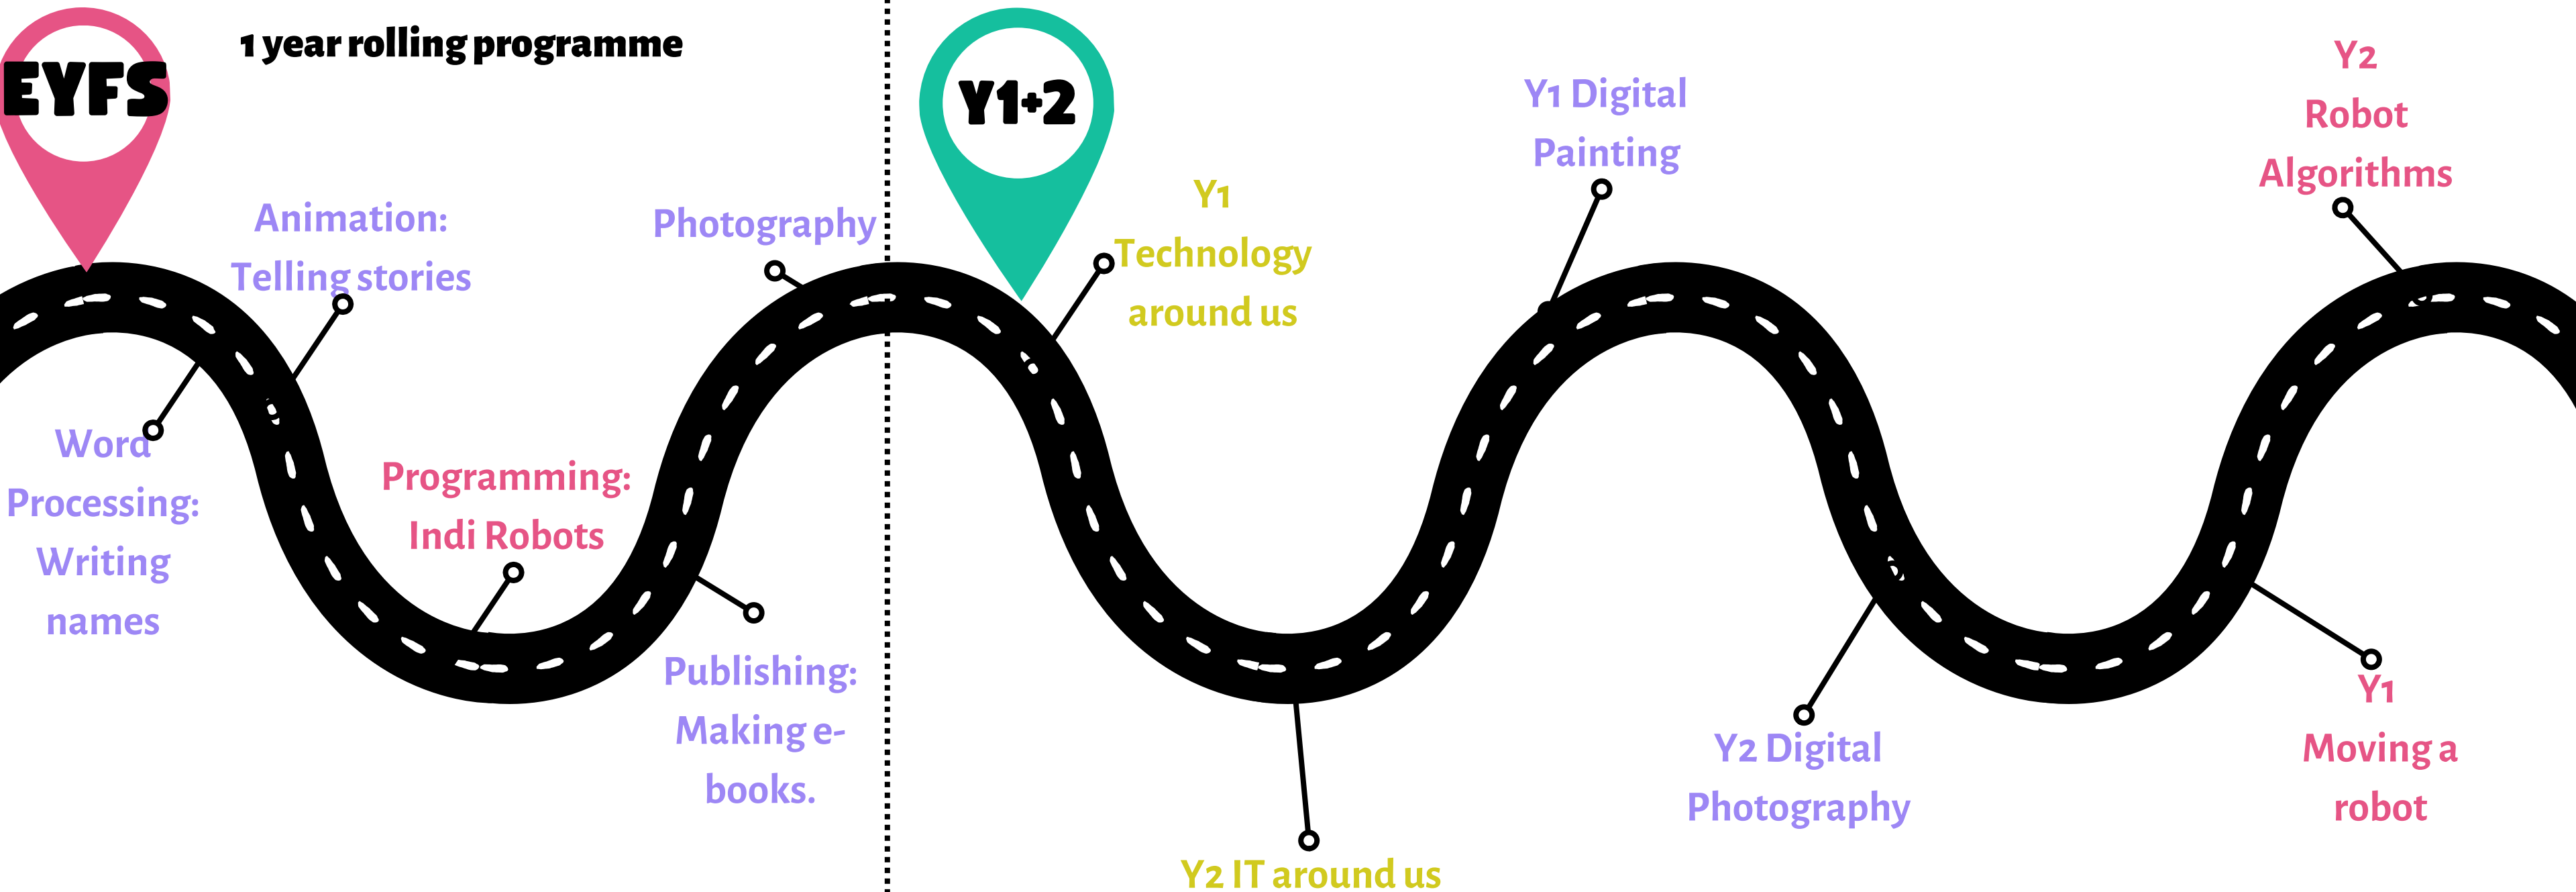 EYFS
1 year rolling programme
Animation:
Telling stories
Word
Processing:
Writing
names
Programming:
Indi Robots
Publishing:
Making e-
books.
Photography
Y1+2
Y1
Technology
around us
Y2 IT around us
Y1 Digital
Painting
Y2 Digital
Photography
Y1
Moving a
robot
Y2
Robot
Algorithms